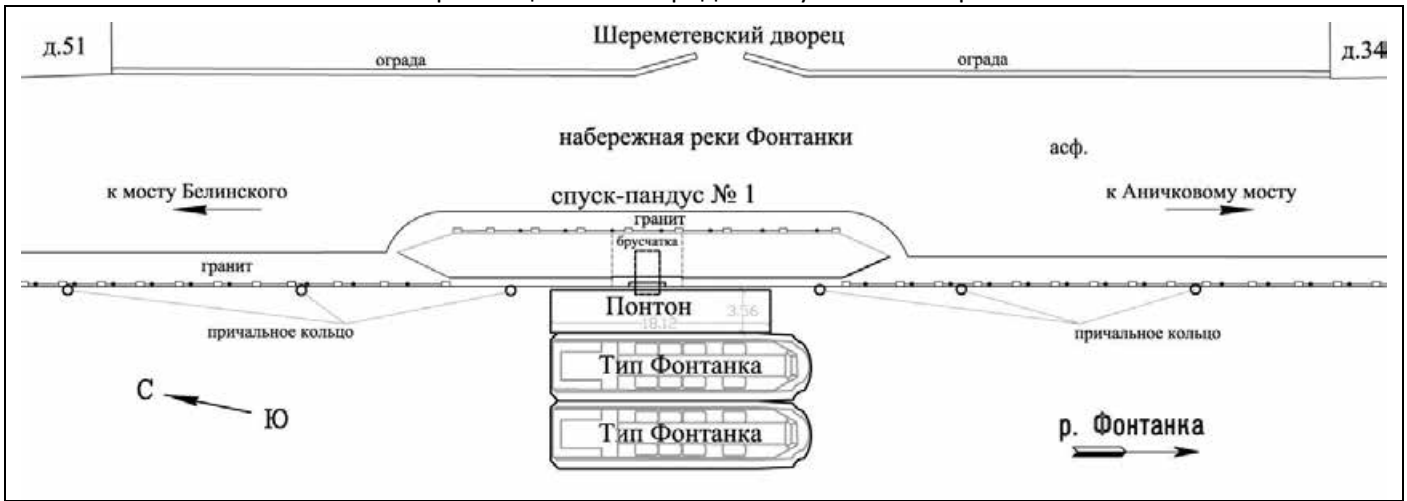 д.51
Шереметевский дворец
д.34
ограда
ограда
набережная реки Фонтанки
асф.
к мосту Белинского
спуск-пандус № 1
к Аничковому мосту
гранит
брусчатка
гранит
Понтон
18.12
3.56
причальное кольцо
причальное кольцо
Тип Фонтанка
С
Ю
Тип Фонтанка
р. Фонтанка